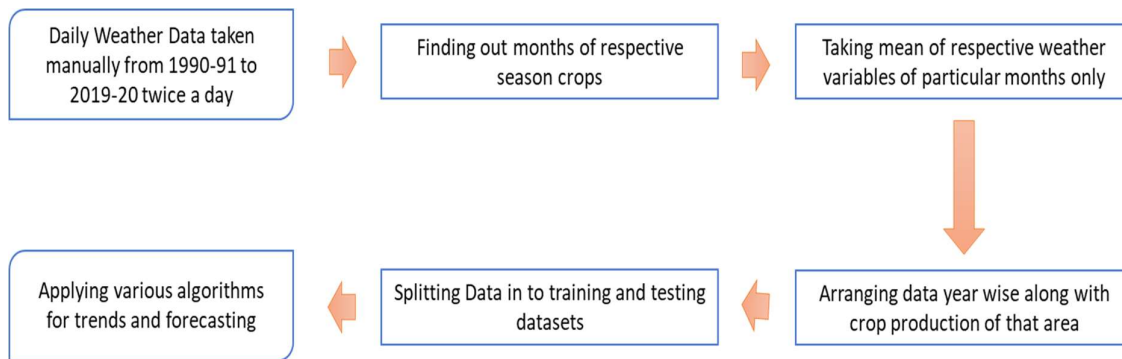 Daily Weather Data taken
manually from 1990-91 to
2019-20 twice a day
Finding out months of respective
season crops
Taking mean of respective weather
variables of particular months only
Arranging data year wise along with
crop production of that area
Splitting Data in to training and testing
datasets
Applying various algorithms
for trends and forecasting